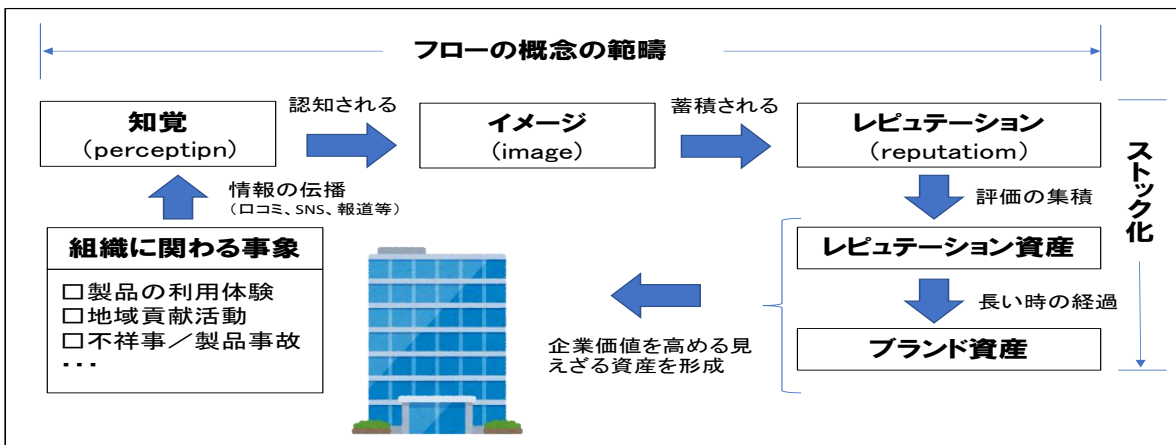 フローの概念の範疇
知覚
(perceptipn)
認知される
イメージ
(image)
蓄積される
レピュテーション
(reputatiom)
ストック化
情報の伝播
(口コミ、SNS、報道等)
評価の集積
組織に関わる事象
□製品の利用体験
□地域貢献活動
□不祥事／製品事故
・・・
レピュテーション資産
長い時の経過
企業価値を高める見
えざる資産を形成
ブランド資産